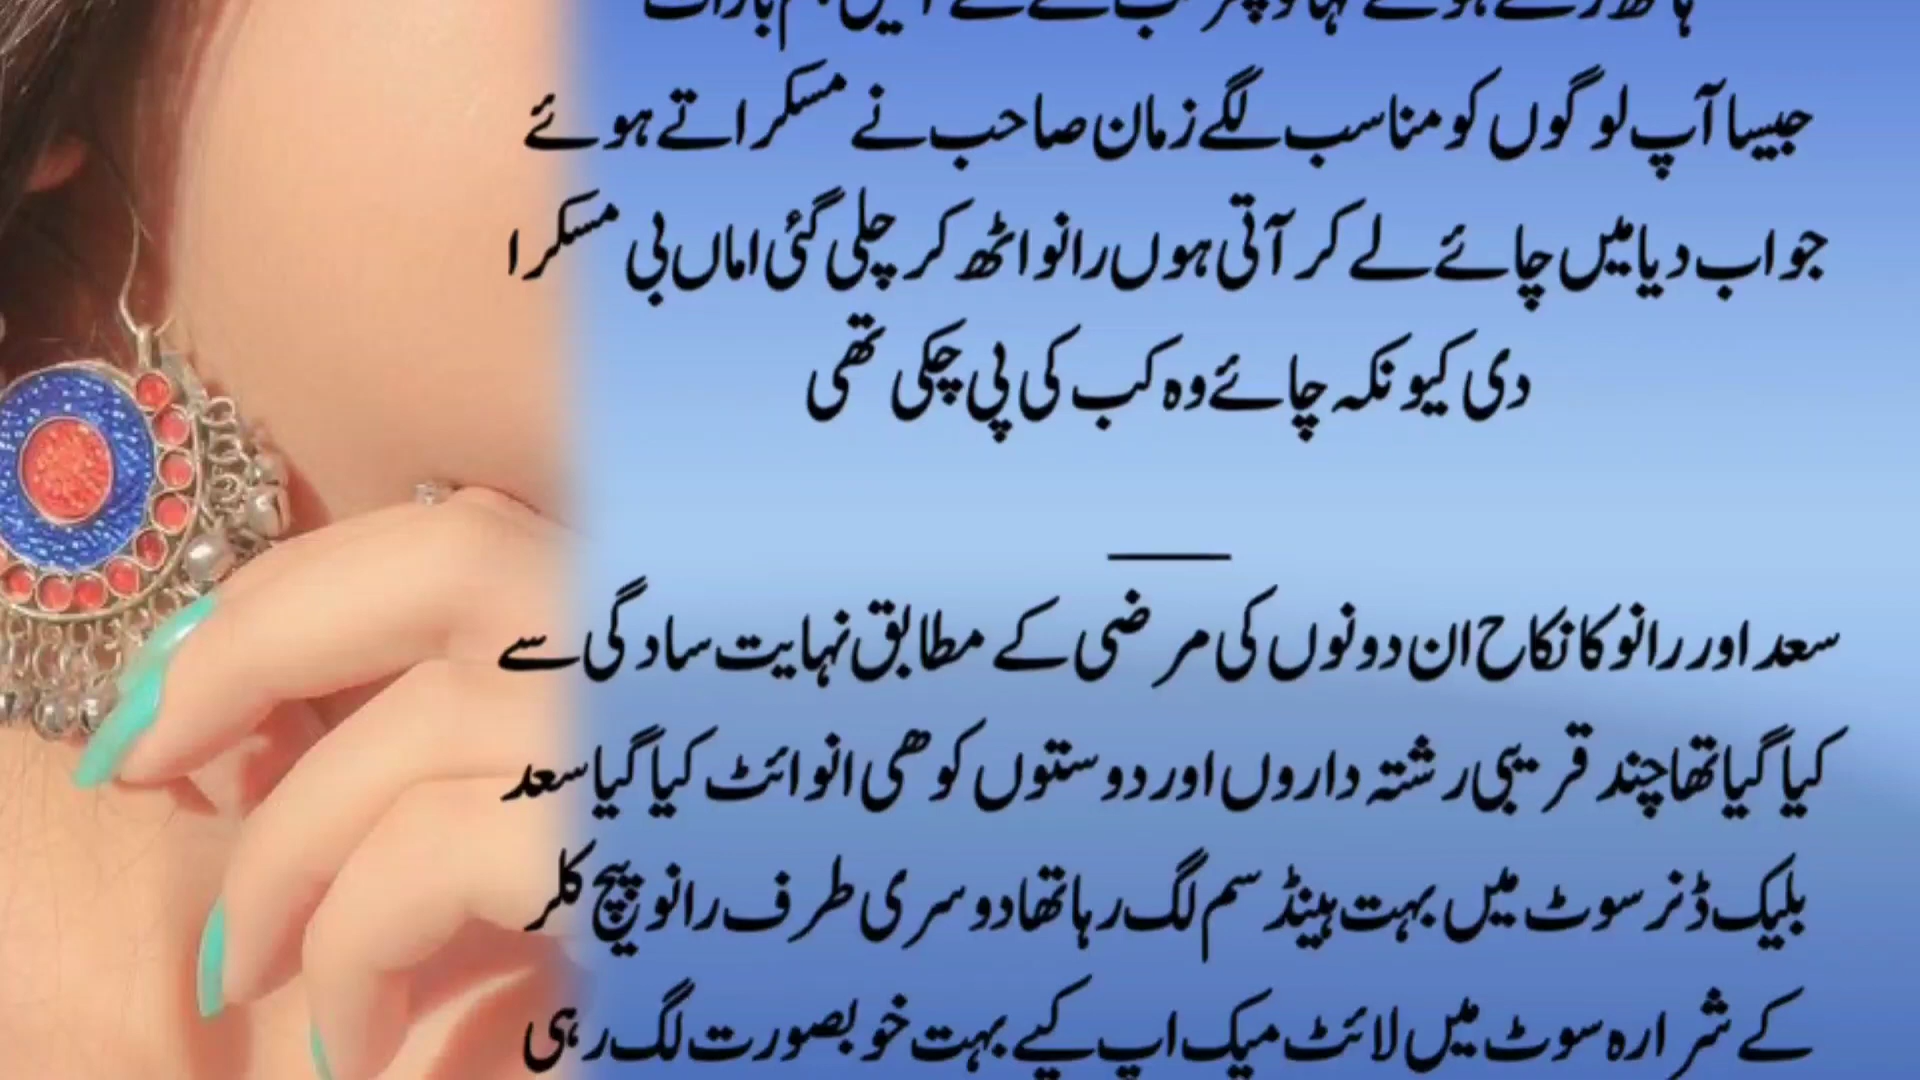 جیسا آپ لوگوں کو مناسب لگے زمان صاحب نے مسکراتے ہوئے
جواب دیا میں چائے لے کر آتی ہوں رانو اٹھ کر چلی گئی اماں بی مسکرا
دی کیونکہ چائے وہ کب کی پی چکی تھی
سعد اور رانو کا نکاح ان دونوں کی مرضی کے مطابق نہایت سادگی سے
کیا گیا تھا چند قریبی رشتہ داروں اور دوستوں کو ھی انوائٹ کیا گیا سعد
بلیک ڈنر سوٹ میں بہت ہینڈسم لگ رہا تھا دوسری طرف رانو پیچ کلر
کے شرارہ سوٹ میں لائٹ میک اپ کیے بہت خوبصورت لگ رہی